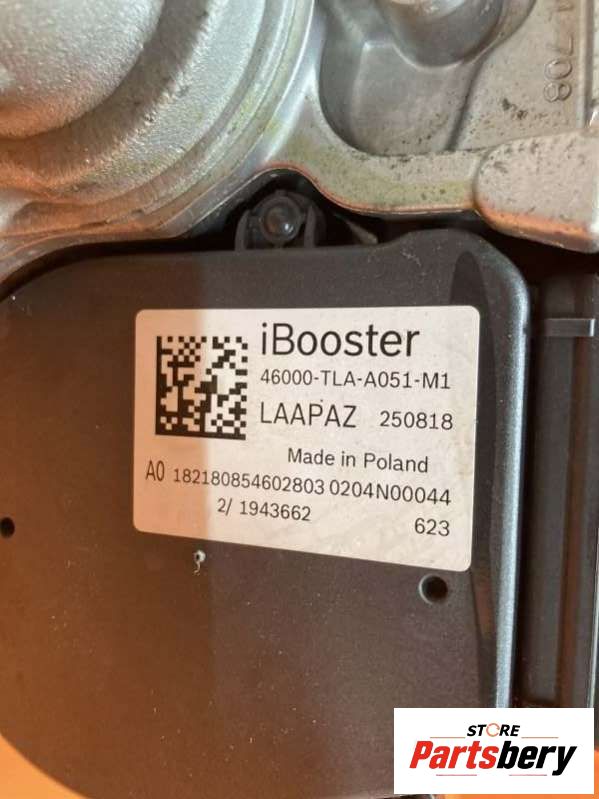 708
iBooster
46000-TLA-A051-M1
LAAPAZ 250818
Made in Poland
A0 182180854602803 0204N00044
2/ 1943662
623
STORE
Partsbery